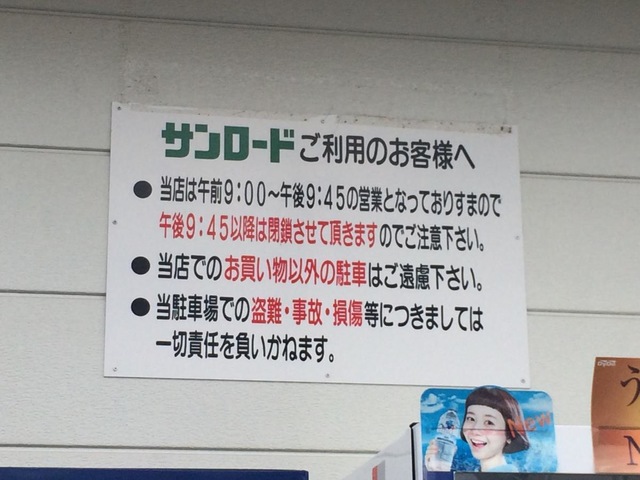 サンロードご利用のお客様へ
●当店は午前9:00～午後9:45の営業となっておりすまので
午後9:45以降は閉鎖させて頂きますのでご注意下さい。
●当店でのお買い物以外の駐車はご遠慮下さい。
●当駐車場での盗難・事故・損傷等につきましては
一切責任を負いかねます。
NEW!
う
N